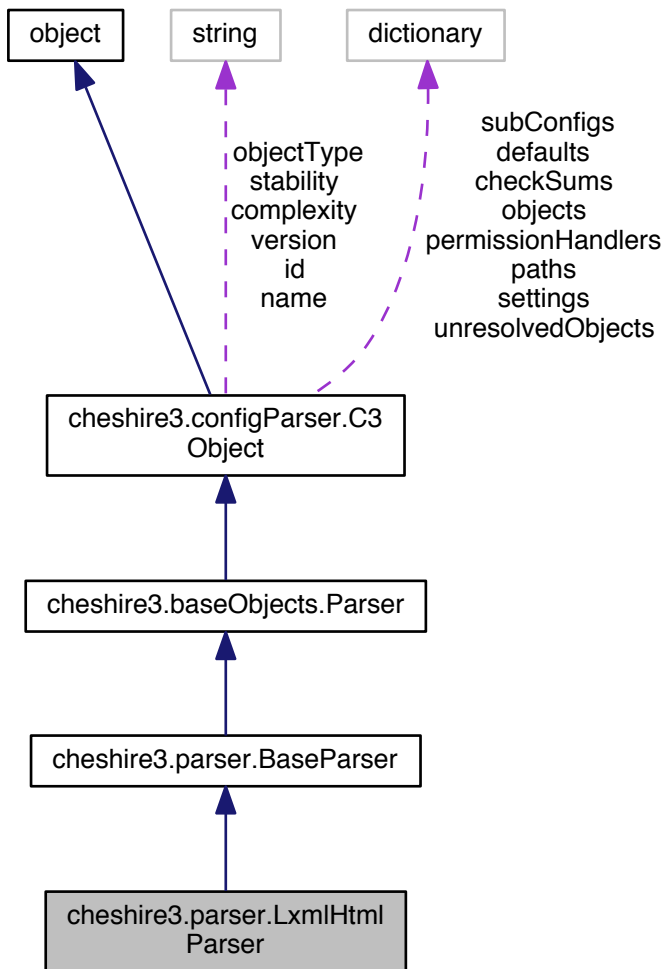 object
string
dictionary
objectType
stability
complexity
version
id
name
subConfigs
defaults
checkSums
objects
permissionHandlers
paths
settings
unresolvedObjects
cheshire3.configParser.C3
Object
cheshire3.baseObjects.Parser
cheshire3.parser.BaseParser
cheshire3.parser.LxmlHtml
Parser